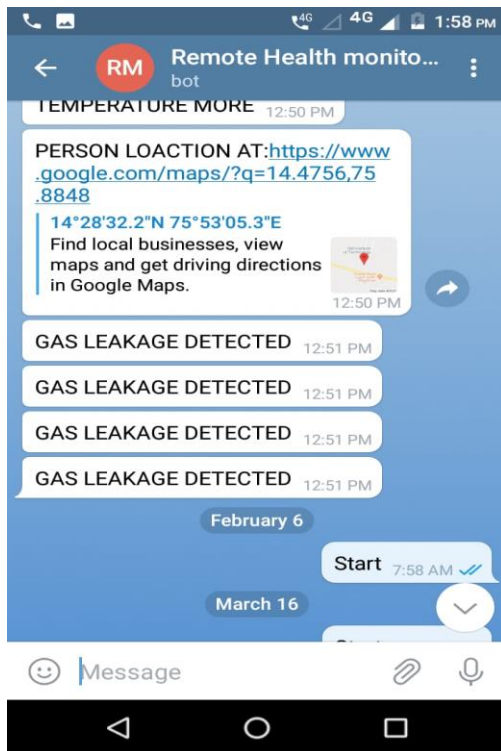 4G 4G 1:58 PM
RM
Remote Health monito...
bot
TEMPERATURE MORE 12:50 PM
PERSON LOACTION AT:https://www
.google.com/maps/?q=14.4756,75
.8848
14°28'32.2"N 75°53'05.3"E
Find local businesses, view
maps and get driving directions
in Google Maps.
12:50 PM
GAS LEAKAGE DETECTED 12:51 PM
GAS LEAKAGE DETECTED 12:51 PM
GAS LEAKAGE DETECTED 12:51 PM
GAS LEAKAGE DETECTED 12:51 PM
February 6
Start 7:58 AM
March 16
Message